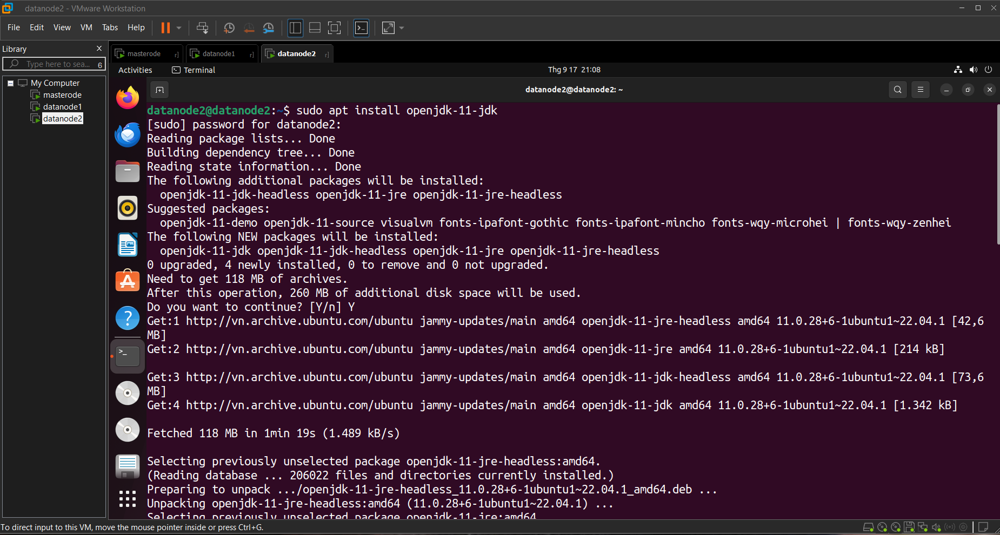 datanode2 - VMware Workstation
File Edit View VM Tabs Help
Library
Type here to sea... 6
My Computer
masterode
datanode1
datanode2
masterode
datanode1
datanode2
Activities
Terminal
Thg 9 17 21:08
datanode2@datanode2: ~
datanode2@datanode2:~$ sudo apt install openjdk-11-jdk
[sudo] password for datanode2:
Reading package lists... Done
Building dependency tree... Done
Reading state information... Done
The following additional packages will be installed:
openjdk-11-jdk-headless openjdk-11-jre openjdk-11-jre-headless
Suggested packages:
openjdk-11-demo openjdk-11-source visualvm fonts-ipafont-gothic fonts-ipafont-mincho fonts-wqy-microhei | fonts-wqy-zenhei
The following NEW packages will be installed:
openjdk-11-jdk openjdk-11-jdk-headless openjdk-11-jre openjdk-11-jre-headless
0 upgraded, 4 newly installed, 0 to remove and 0 not upgraded.
Need to get 118 MB of archives.
After this operation, 260 MB of additional disk space will be used.
Do you want to continue? [Y/n] Y
Get:1 http://vn.archive.ubuntu.com/ubuntu jammy-updates/main amd64 openjdk-11-jre-headless amd64 11.0.28+6-1ubuntu1~22.04.1 [42,6
MB]
Get:2 http://vn.archive.ubuntu.com/ubuntu jammy-updates/main amd64 openjdk-11-jre amd64 11.0.28+6-1ubuntu1~22.04.1 [214 kB]
Get:3 http://vn.archive.ubuntu.com/ubuntu jammy-updates/main amd64 openjdk-11-jdk-headless amd64 11.0.28+6-1ubuntu1~22.04.1 [73,6
MB]
Get:4 http://vn.archive.ubuntu.com/ubuntu jammy-updates/main amd64 openjdk-11-jdk amd64 11.0.28+6-1ubuntu1~22.04.1 [1.342 kB]
Fetched 118 MB in 1min 19s (1.489 kB/s)
Selecting previously unselected package openjdk-11-jre-headless:amd64.
(Reading database ... 206022 files and directories currently installed.)
Preparing to unpack .../openjdk-11-jre-headless_11.0.28+6-1ubuntu1~22.04.1_amd64.deb ...
Unpacking openjdk-11-jre-headless:amd64 (11.0.28+6-1ubuntu1~22.04.1) ...
Selecting previously unselected package openjdk-11-jre:amd64
To direct input to this VM, move the mouse pointer inside or press Ctrl+G.